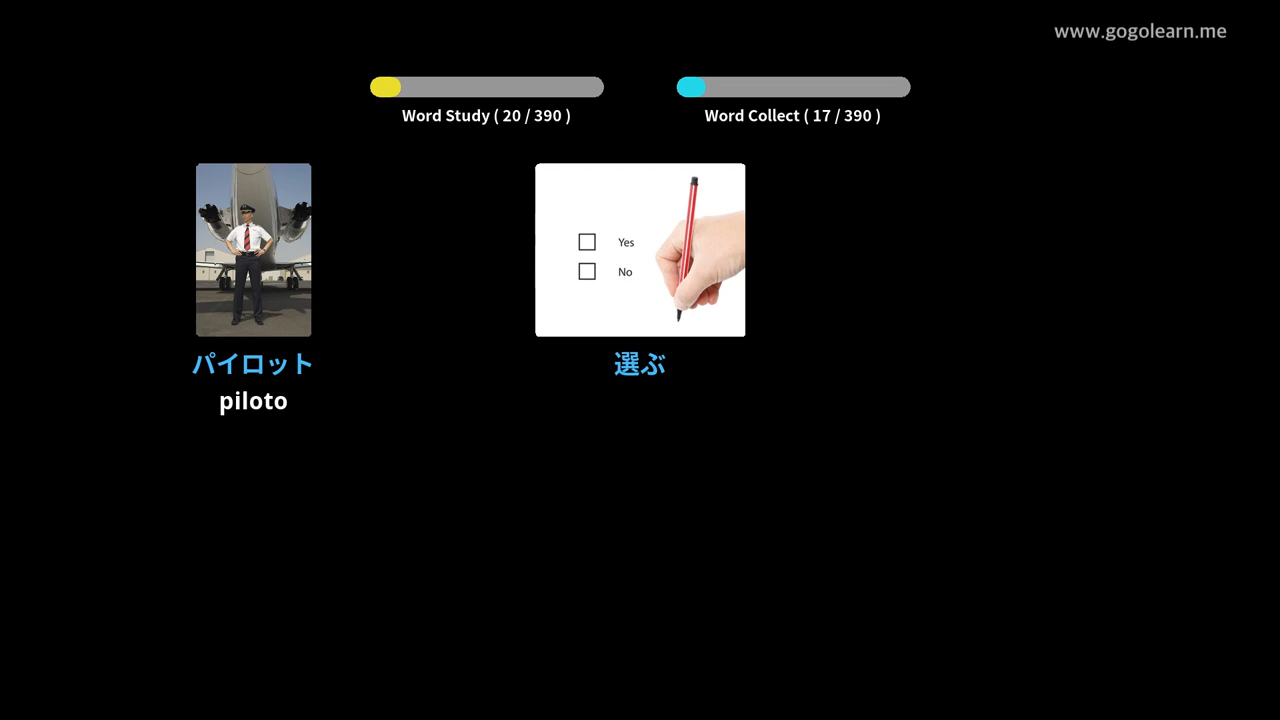 www.gogolearn.me
Word Study ( 20 / 390 )
Word Collect ( 17 / 390 )
Yes
No
パイロット
piloto
選ぶ